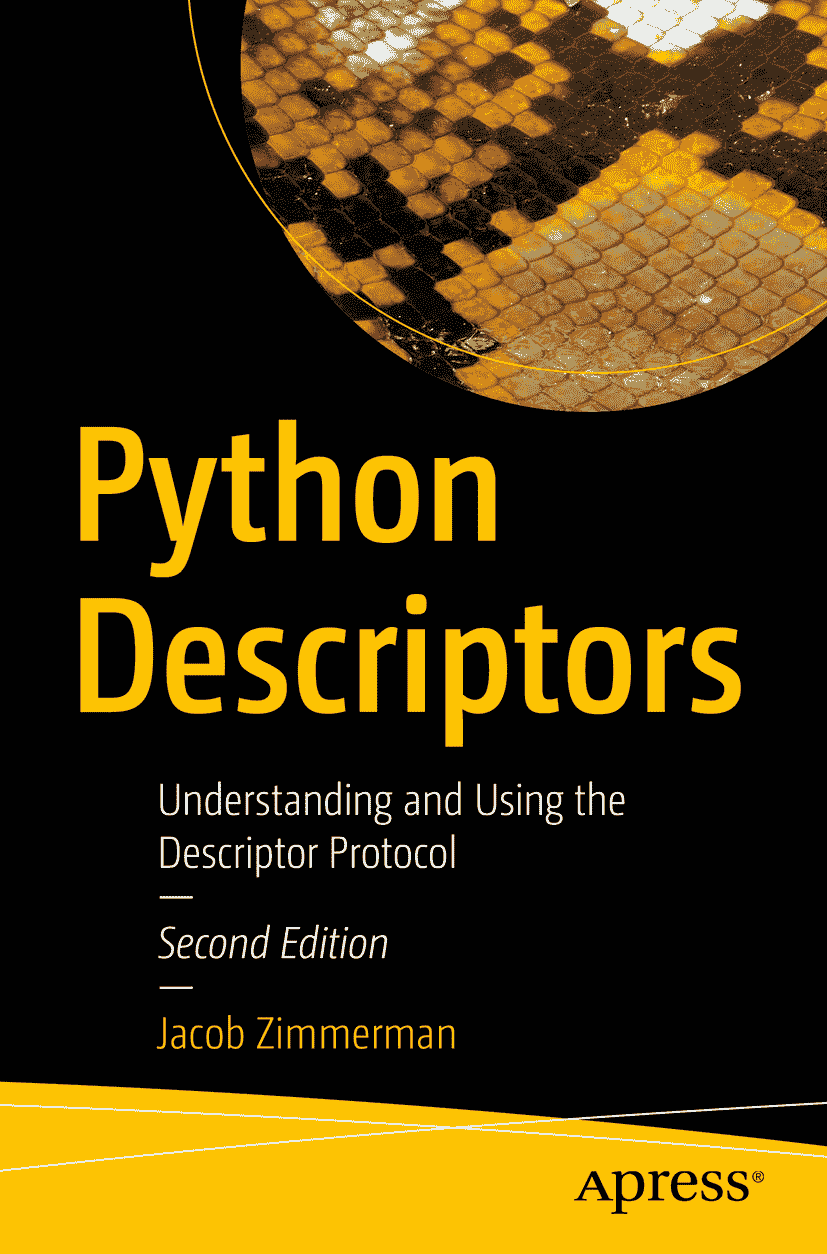 Python
Descriptors
Understanding and Using the
Descriptor Protocol
—
Second Edition
—
Jacob Zimmerman
Apress®